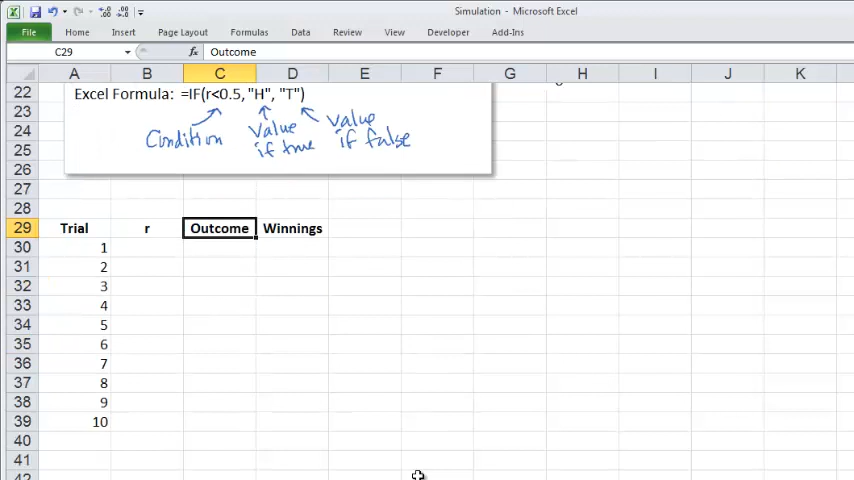 Simulation - Microsoft Excel
File Home Insert Page Layout Formulas Data Review View Developer Add-Ins
C29 fx Outcome
A B C D E F G H I J K
22 Excel Formula: =IF(r<0.5, "H", "T")
23
24 Condition value if true value if false
25
26
27
28
29 Trial r Outcome Winnings
30 1
31 2
32 3
33 4
34 5
35 6
36 7
37 8
38 9
39 10
40
41
42